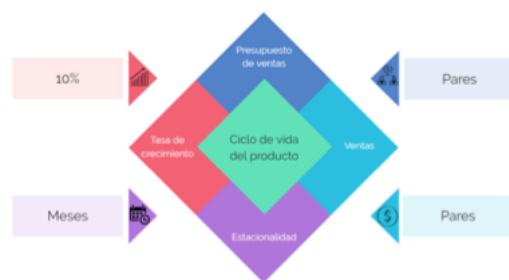 Presupuesto
de ventas
10%
Pares
Tasa de
crecimiento
Ciclo de vida
del producto
Ventas
Meses
Pares
Estacionalidad